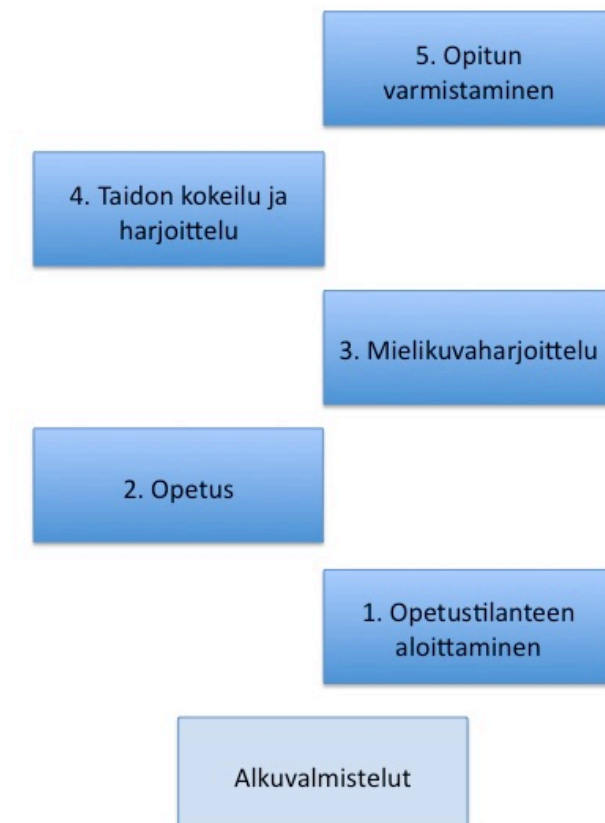 5. Opitun
varmistaminen
4. Taidon kokeilu ja
harjoittelu
3. Mielikuvaharjoittelu
2. Opetus
1. Opetustilanteen
aloittaminen
Alkuvalmistelut